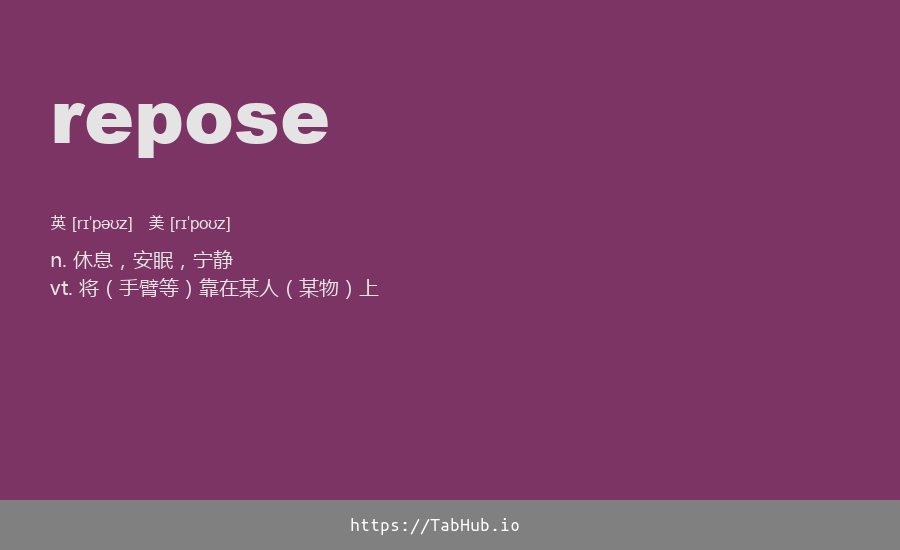 repose
英 [rɪˈpəʊz] 美 [rɪˈpoʊz]
n. 休息，安眠，宁静
vt. 将（手臂等）靠在某人（某物）上
https://TabHub.io